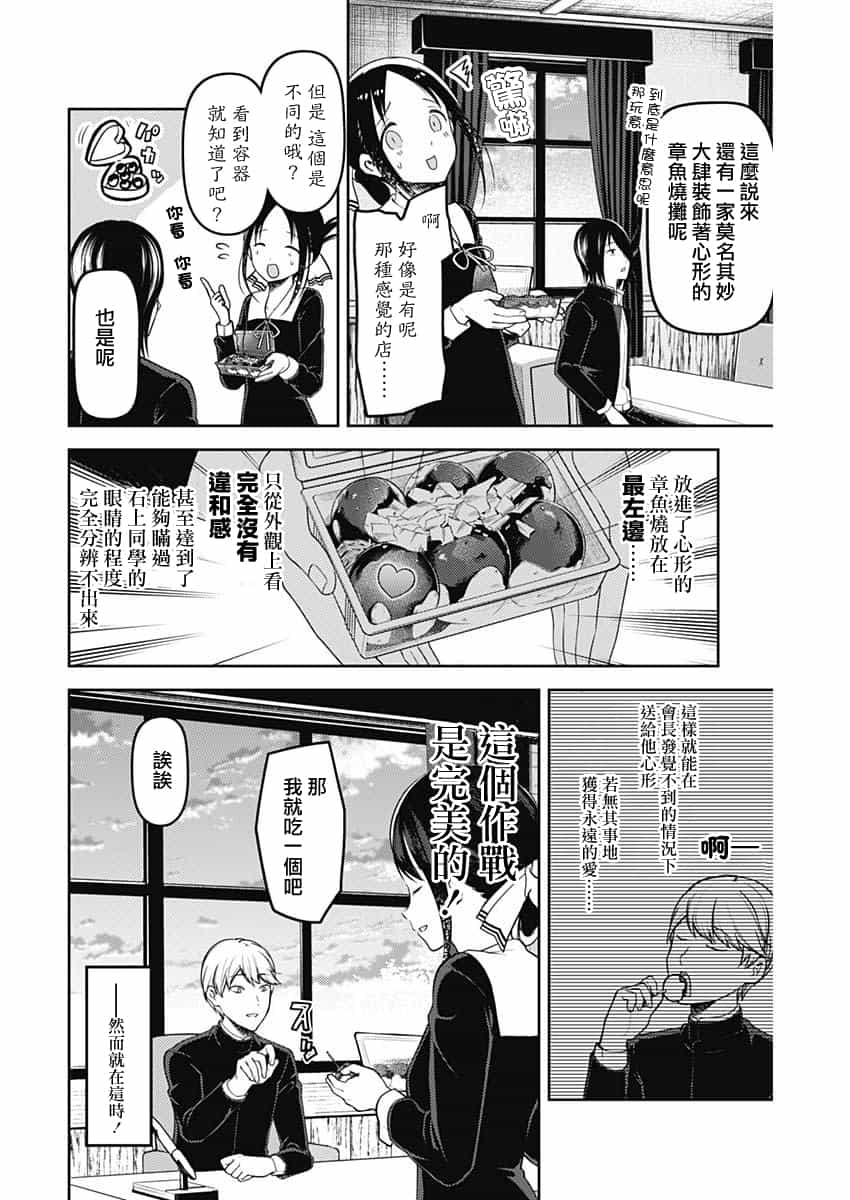 這麼說來
還有一家莫名其妙
大肆裝飾著心形的
章魚燒攤呢
到底是什麼意思呢
那玩意
驚嚇
啊
好像是有呢
那種感覺的店……
但是 這個是
不同的哦？
看到容器
就知道了吧？
パカッ
你看
你看
也是呢
放進了心形的
章魚燒放在
最左邊……
只從外觀上看
完全沒有
違和感
甚至達到了
能夠瞞過
石上同學的
眼睛的程度
完全分辨不出來
這樣就能在
會長發覺不到的情況下
送給他心形
若無其事地
獲得永遠的愛……
啊—
這個作戰
是完美的！
那
我就吃一個吧
誒誒
スッ
—然而就在這時！